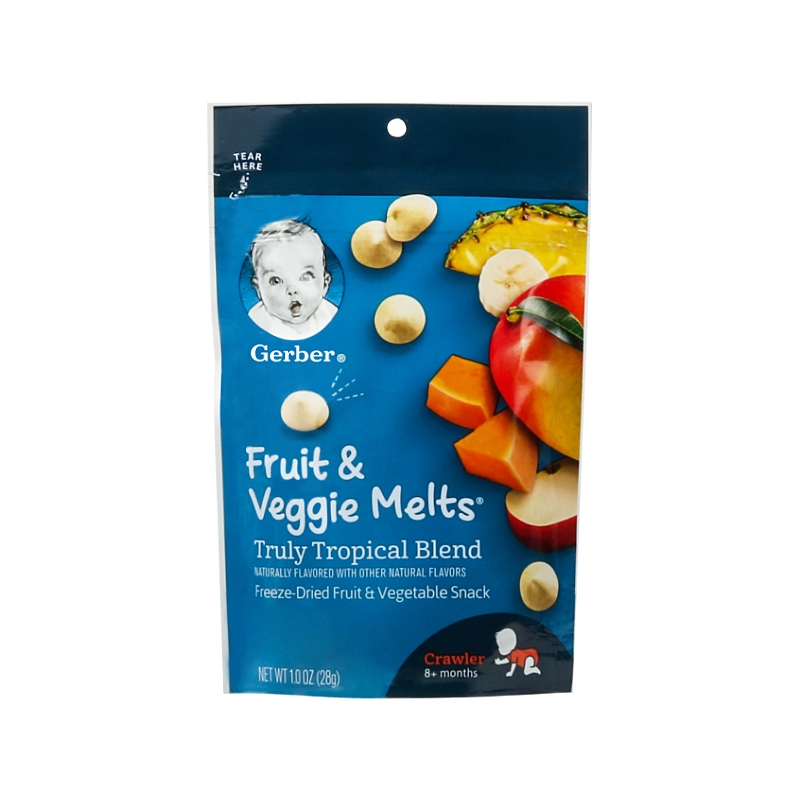 TEAR
HERE
Gerber®
Fruit &
Veggie Melts®
Truly Tropical Blend
NATURALLY FLAVORED WITH OTHER NATURAL FLAVORS
Freeze-Dried Fruit & Vegetable Snack
Crawler
8+ months
NET WT 1.0 OZ (28g)